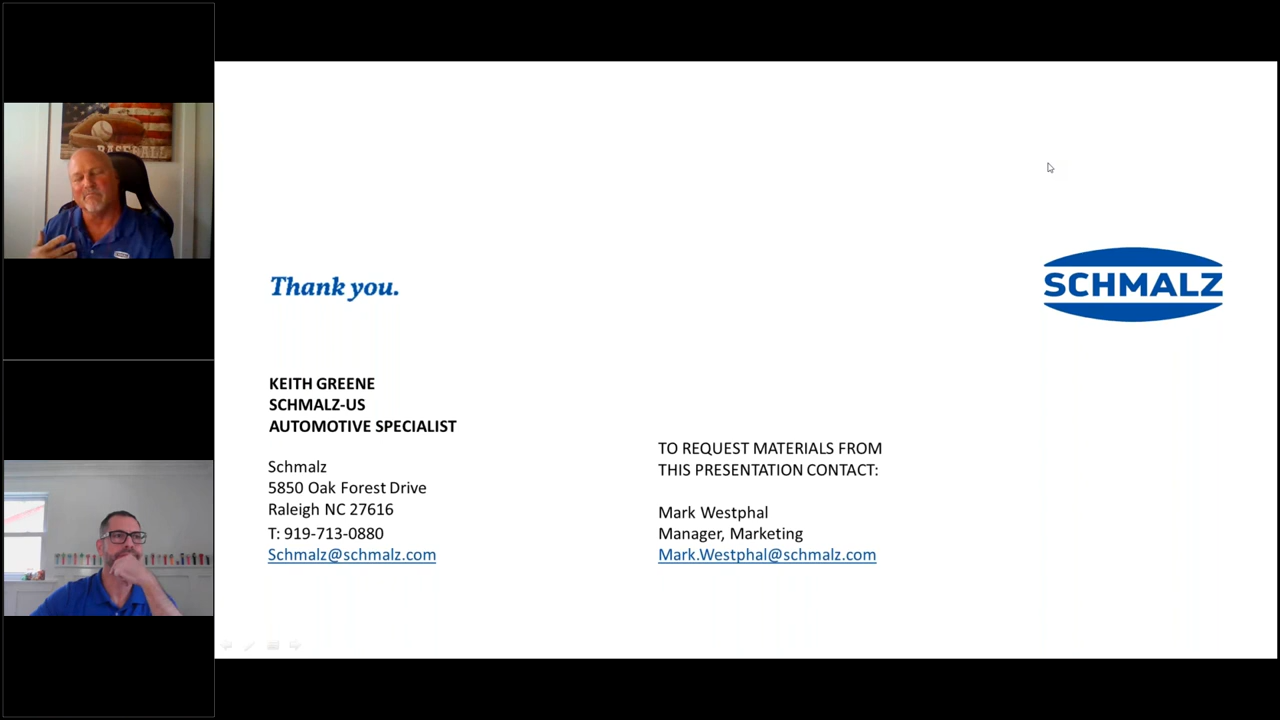 BASEBALL
Thank you.
SCHMALZ
KEITH GREENE
SCHMALZ-US
AUTOMOTIVE SPECIALIST
Schmalz
5850 Oak Forest Drive
Raleigh NC 27616
T: 919-713-0880
Schmalz@schmalz.com
TO REQUEST MATERIALS FROM
THIS PRESENTATION CONTACT:
Mark Westphal
Manager, Marketing
Mark.Westphal@schmalz.com